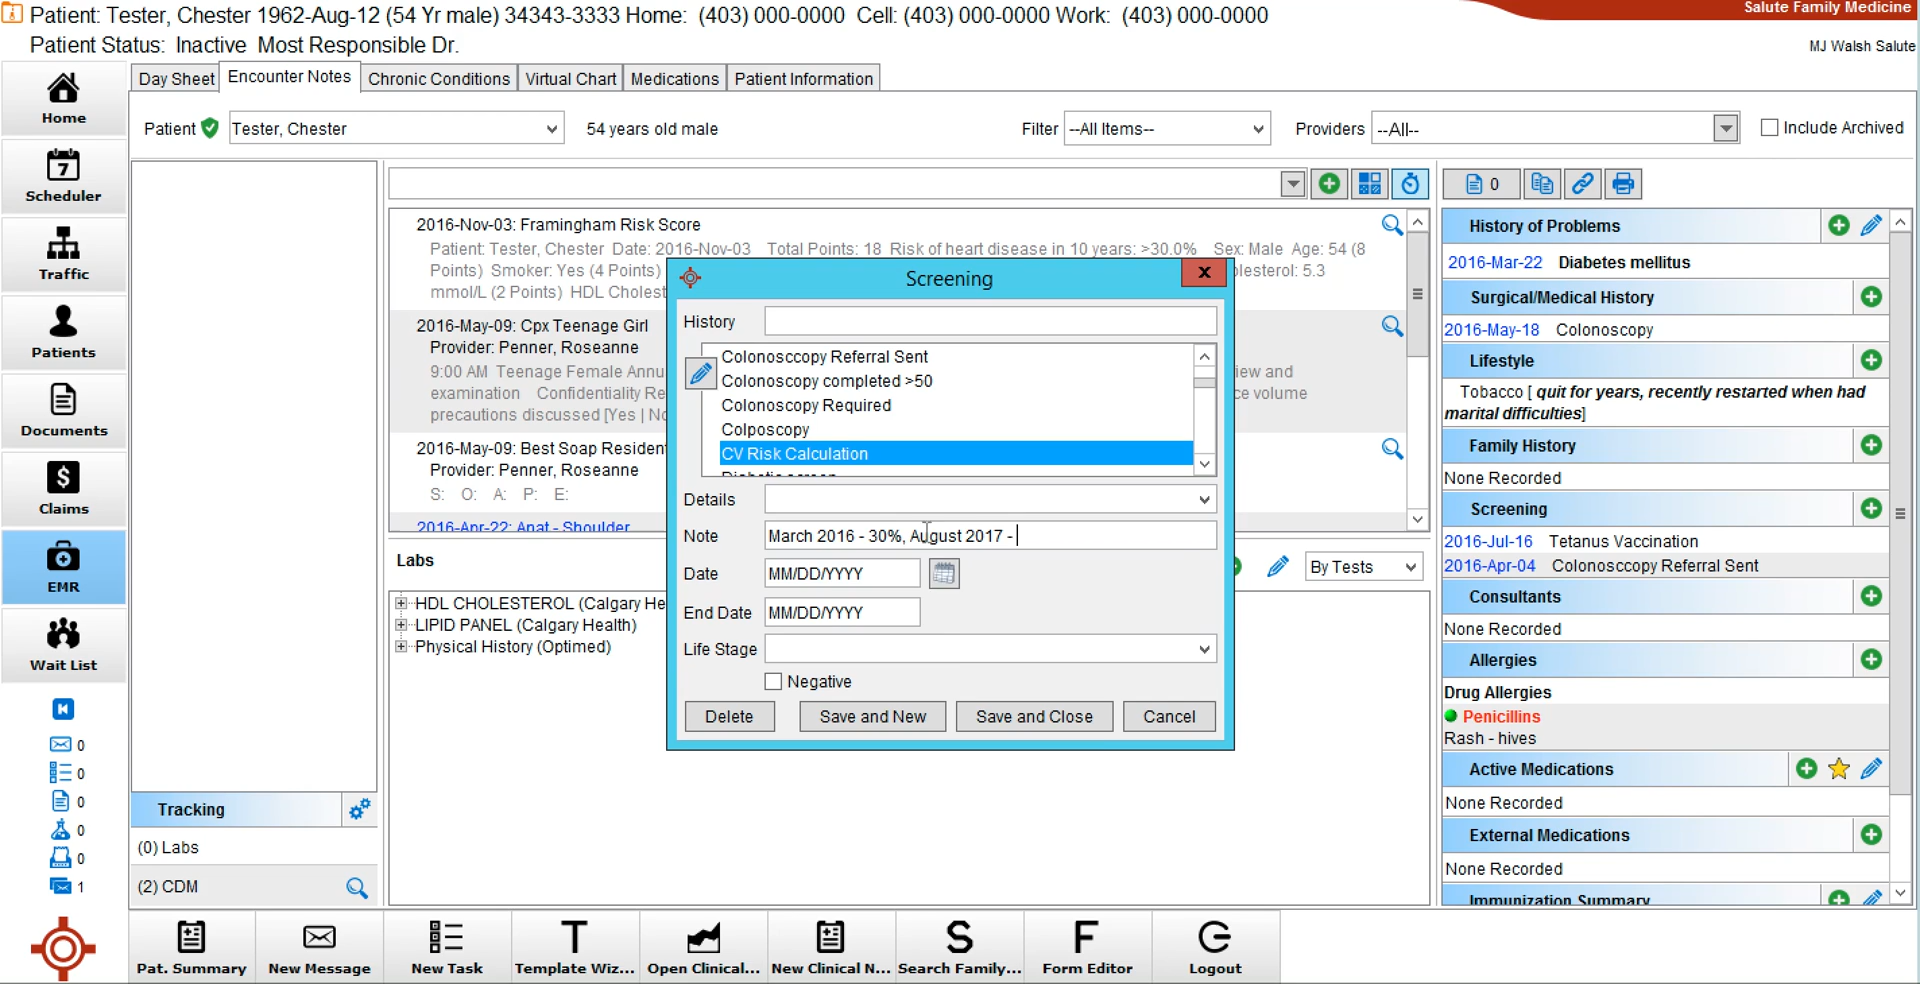 Patient: Tester, Chester 1962-Aug-12 (54 Yr male) 34343-3333 Home: (403) 000-0000 Cell: (403) 000-0000 Work: (403) 000-0000
Salute Family Medicine
Patient Status: Inactive Most Responsible Dr.
MJ Walsh Salute
Day Sheet
Encounter Notes
Chronic Conditions
Virtual Chart
Medications
Patient Information
Home
7
Scheduler
Traffic
Patients
Documents
$
Claims
EMR
Wait List
0
0
0
0
0
1
Patient
Tester, Chester
54 years old male
Filter
--All Items--
Providers
--All--
Include Archived
2016-Nov-03: Framingham Risk Score
Patient: Tester, Chester Date: 2016-Nov-03 Total Points: 18 Risk of heart disease in 10 years: >30.0% Sex: Male Age: 54 (8
Points) Smoker: Yes (4 Points)
lesterol: 5.3
mmol/L (2 Points) HDL Cholest
2016-May-09: Cpx Teenage Girl
Provider: Penner, Roseanne
9:00 AM Teenage Female Annu
iew and
examination Confidentiality Re
ce volume
precautions discussed [Yes | No
2016-May-09: Best Soap Resident
Provider: Penner, Roseanne
S: O: A: P: E:
2016-Apr-22: Anat - Shoulder
Screening
x
History
Colonosccopy Referral Sent
Colonoscopy completed >50
Colonoscopy Required
Colposcopy
CV Risk Calculation
Diabetic screen
Details
Note
March 2016 - 30%, August 2017 -
Date
MM/DD/YYYY
End Date
MM/DD/YYYY
Life Stage
Negative
Delete
Save and New
Save and Close
Cancel
Labs
By Tests
HDL CHOLESTEROL (Calgary He
LIPID PANEL (Calgary Health)
Physical History (Optimed)
Tracking
(0) Labs
(2) CDM
0
History of Problems
2016-Mar-22 Diabetes mellitus
Surgical/Medical History
2016-May-18 Colonoscopy
Lifestyle
Tobacco [ quit for years, recently restarted when had
marital difficulties]
Family History
None Recorded
Screening
2016-Jul-16 Tetanus Vaccination
2016-Apr-04 Colonosccopy Referral Sent
Consultants
None Recorded
Allergies
Drug Allergies
Penicillins
Rash - hives
Active Medications
None Recorded
External Medications
None Recorded
Immunization Summary
Pat. Summary
New Message
New Task
T
Template Wiz...
Open Clinical...
New Clinical N...
S
Search Family...
F
Form Editor
Logout